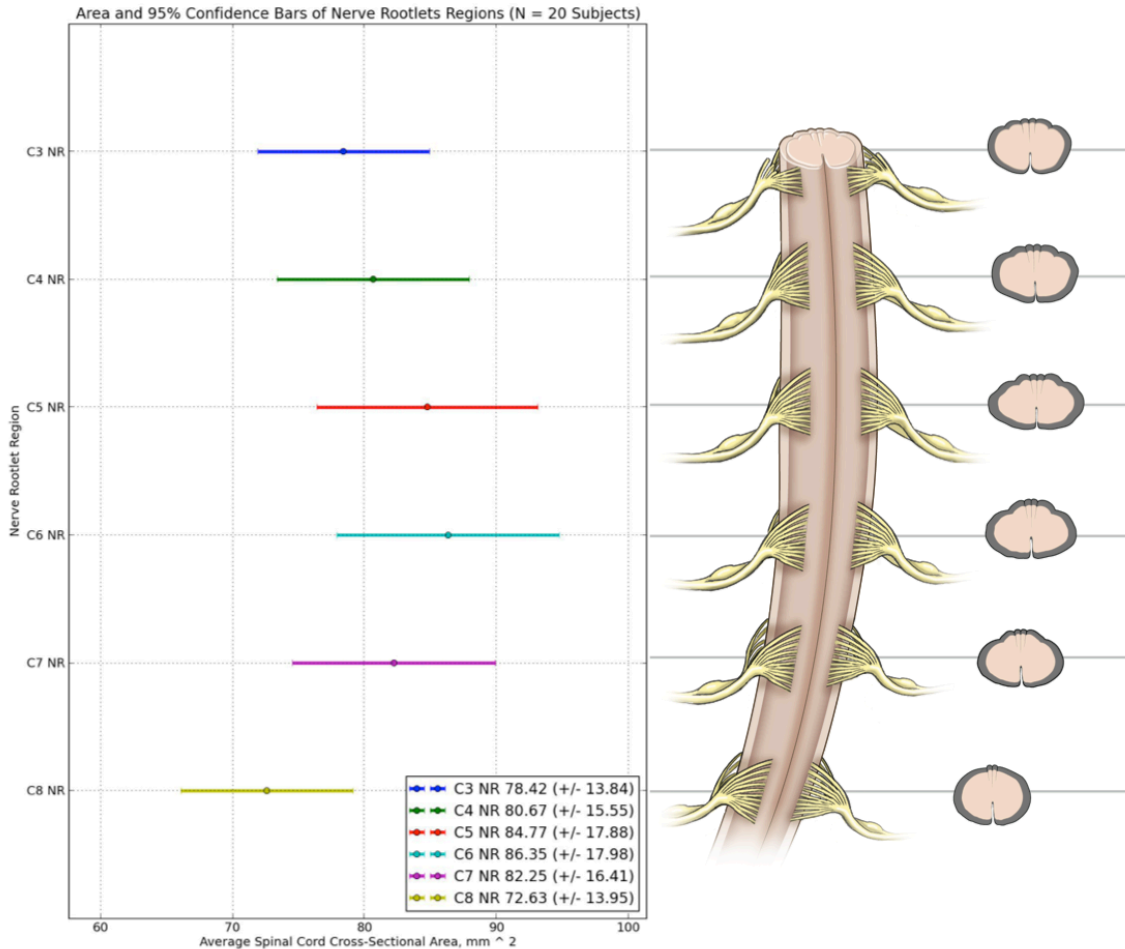 Area and 95% Confidence Bars of Nerve Rootlets Regions (N = 20 Subjects)
Nerve Rootlet Region
C3 NR
C4 NR
C5 NR
C6 NR
C7 NR
C8 NR
C3 NR 78.42 (+/- 13.84)
C4 NR 80.67 (+/- 15.55)
C5 NR 84.77 (+/- 17.88)
C6 NR 86.35 (+/- 17.98)
C7 NR 82.25 (+/- 16.41)
C8 NR 72.63 (+/- 13.95)
60 70 80 90 100
Average Spinal Cord Cross-Sectional Area, mm ^ 2